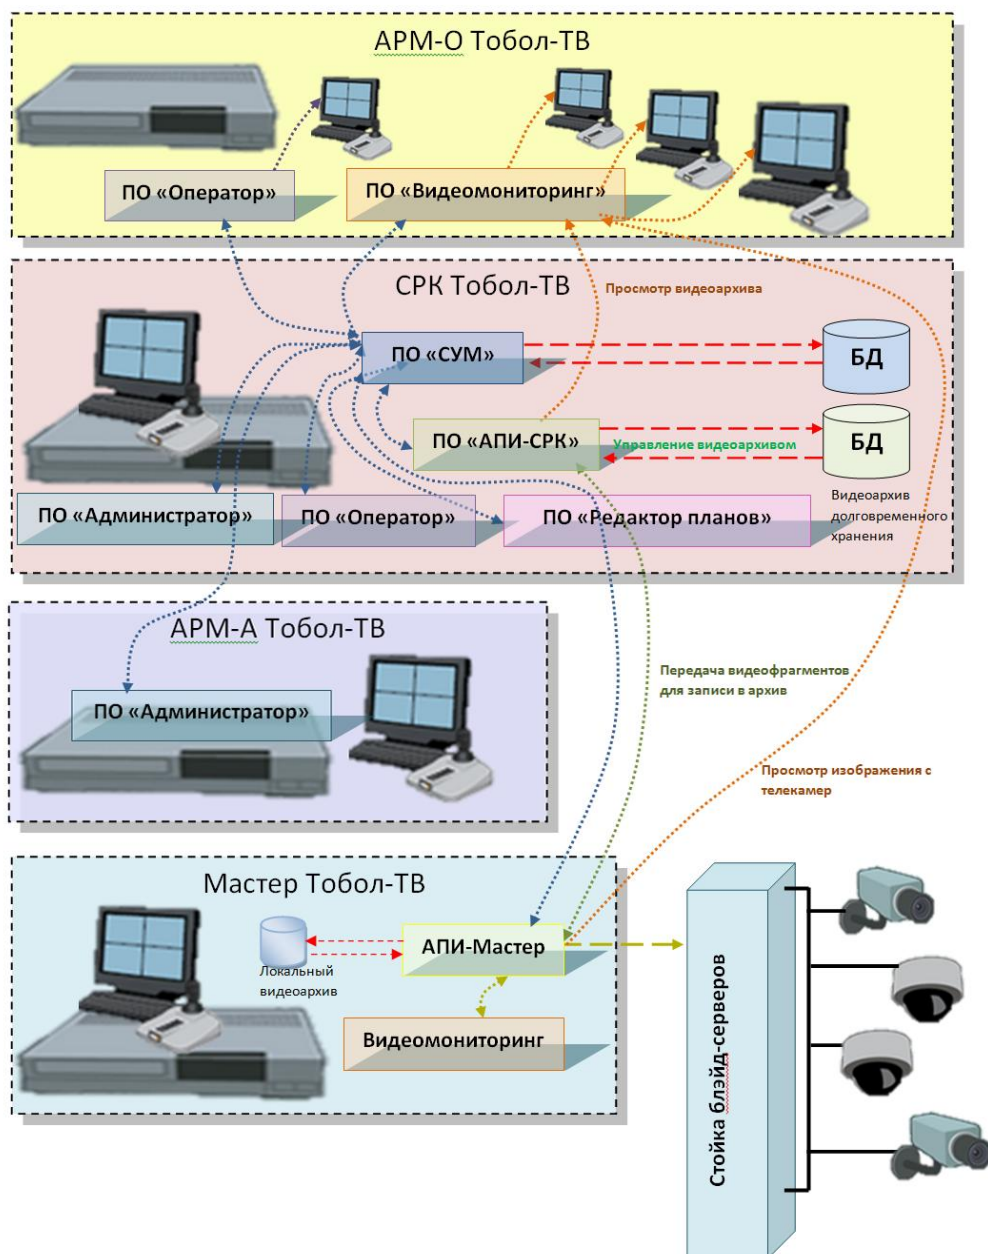 АРМ-О Тобол-ТВ
ПО «Оператор»
ПО «Видеомониторинг»
СРК Тобол-ТВ
Просмотр видеоархива
ПО «СУМ»
БД
ПО «АПИ-СРК»
Управление видеоархивом
БД
Видеоархив
долговременного
хранения
ПО «Администратор»
ПО «Оператор»
ПО «Редактор планов»
АРМ-А Тобол-ТВ
ПО «Администратор»
Передача видеофрагментов
для записи в архив
Просмотр изображения с
телекамер
Мастер Тобол-ТВ
Локальный
видеоархив
АПИ-Мастер
Видеомониторинг
Стойка блэйд-серверов